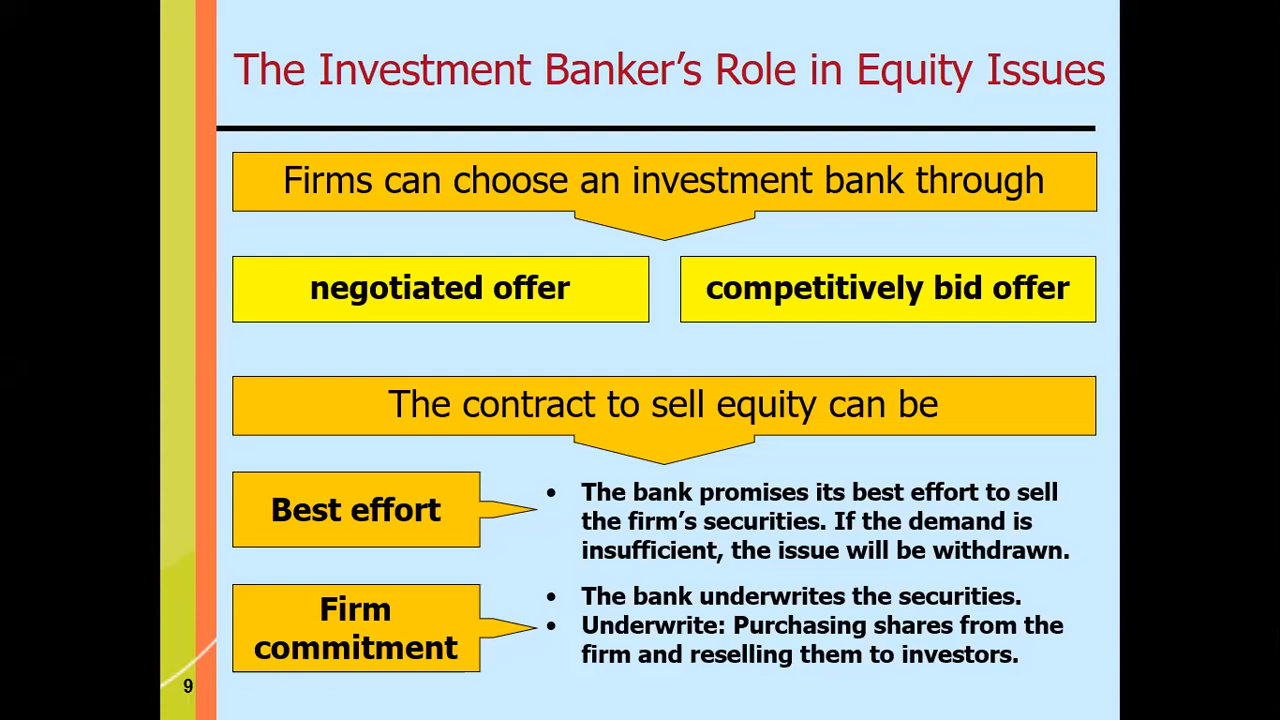 The Investment Banker’s Role in Equity Issues
Firms can choose an investment bank through
negotiated offer
competitively bid offer
The contract to sell equity can be
Best effort
• The bank promises its best effort to sell
the firm’s securities. If the demand is
insufficient, the issue will be withdrawn.
Firm
commitment
• The bank underwrites the securities.
• Underwrite: Purchasing shares from the
firm and reselling them to investors.
9